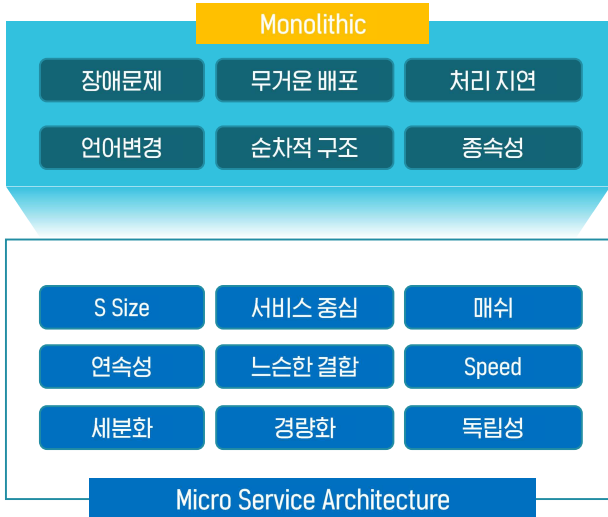 Monolithic
장애문제
무거운 배포
처리 지연
언어변경
순차적 구조
종속성
S Size
서비스 중심
매쉬
연속성
느슨한 결합
Speed
세분화
경량화
독립성
Micro Service Architecture